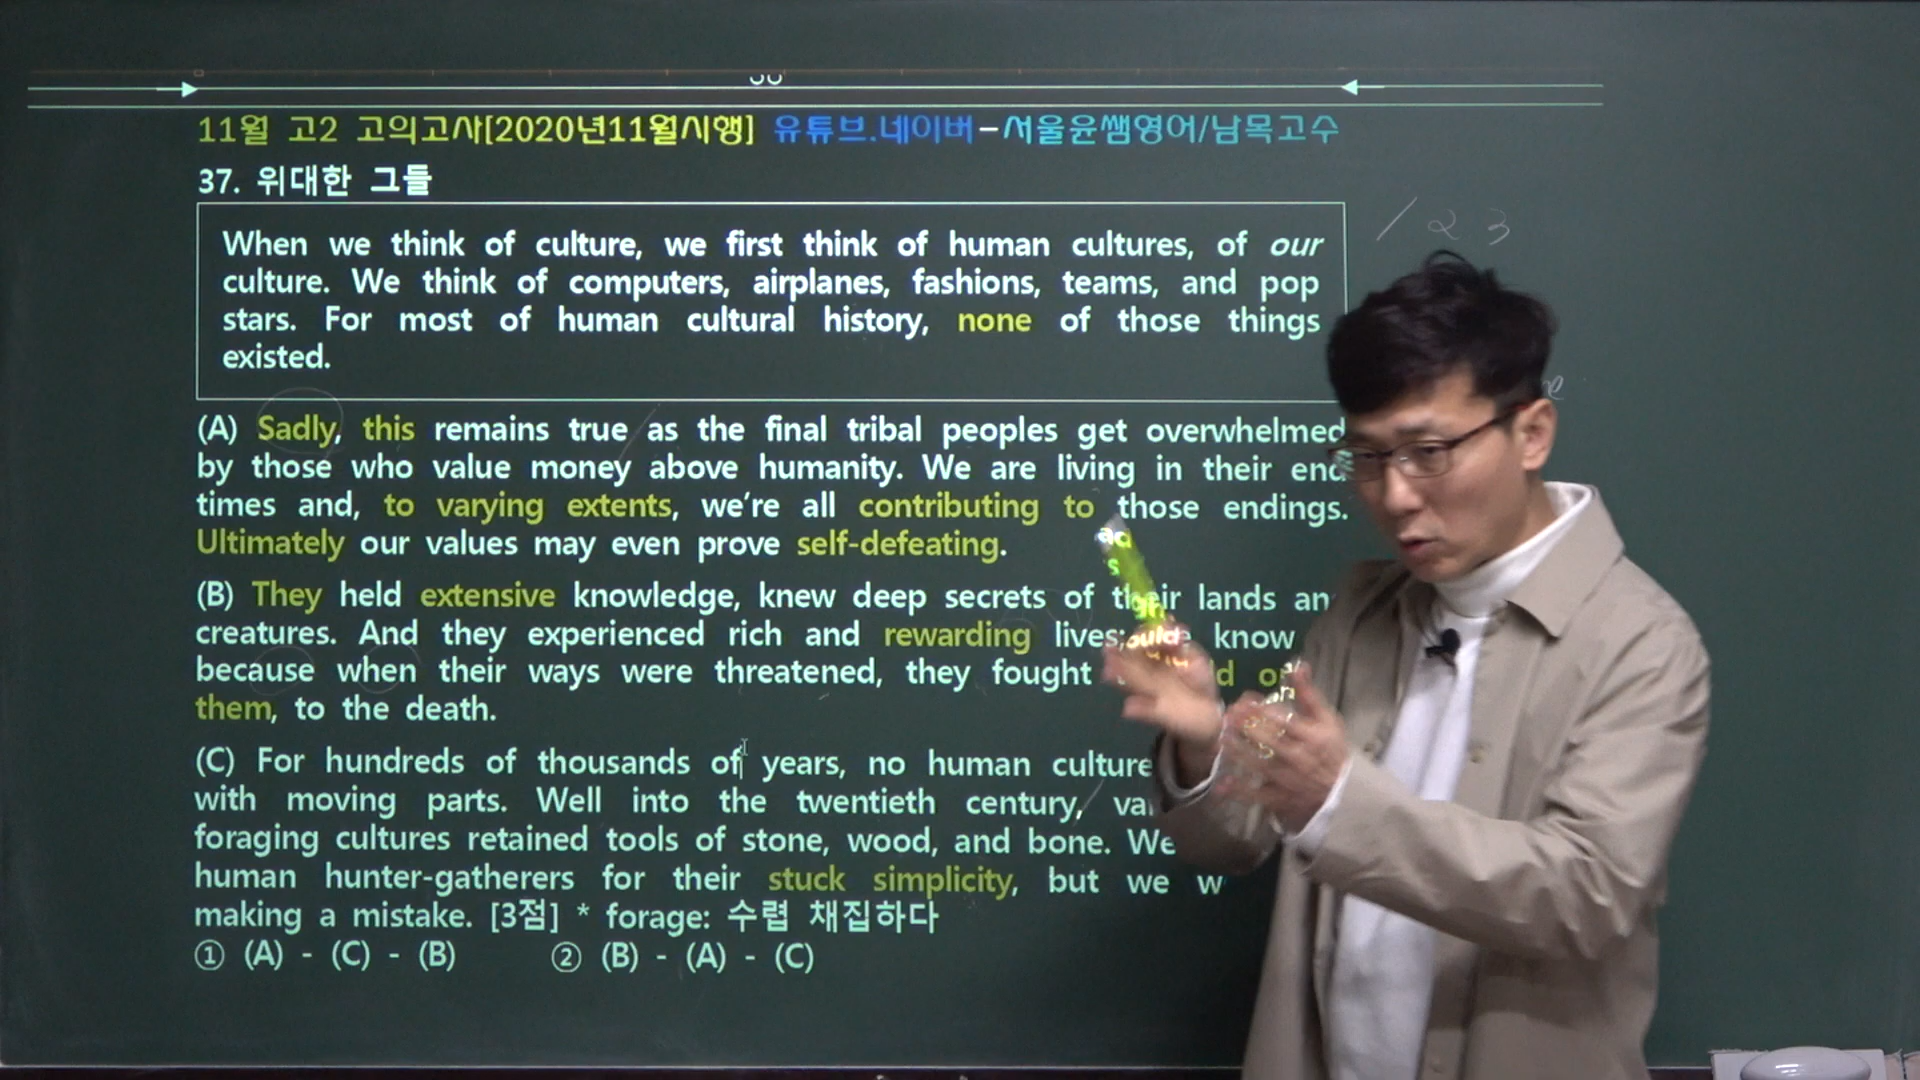 11월 고2 고의고사[2020년11월시행] 유튜브.네이버-서울윤쌤영어/남목고수
37. 위대한 그들
1 2 3
When we think of culture, we first think of human cultures, of our
culture. We think of computers, airplanes, fashions, teams, and pop
stars. For most of human cultural history, none of those things
existed.
(A) Sadly, this remains true as the final tribal peoples get overwhelmed
by those who value money above humanity. We are living in their end
times and, to varying extents, we're all contributing to those endings.
Ultimately our values may even prove self-defeating.
(B) They held extensive knowledge, knew deep secrets of their lands
creatures. And they experienced rich and rewarding lives; know
because when their ways were threatened, they fought
them, to the death.
(C) For hundreds of thousands of years, no human culture
with moving parts. Well into the twentieth century,
foraging cultures retained tools of stone, wood, and bone. We
human hunter-gatherers for their stuck simplicity, but we
making a mistake. [3점] * forage: 수렵 채집하다
① (A) - (C) - (B) ② (B) - (A) - (C)